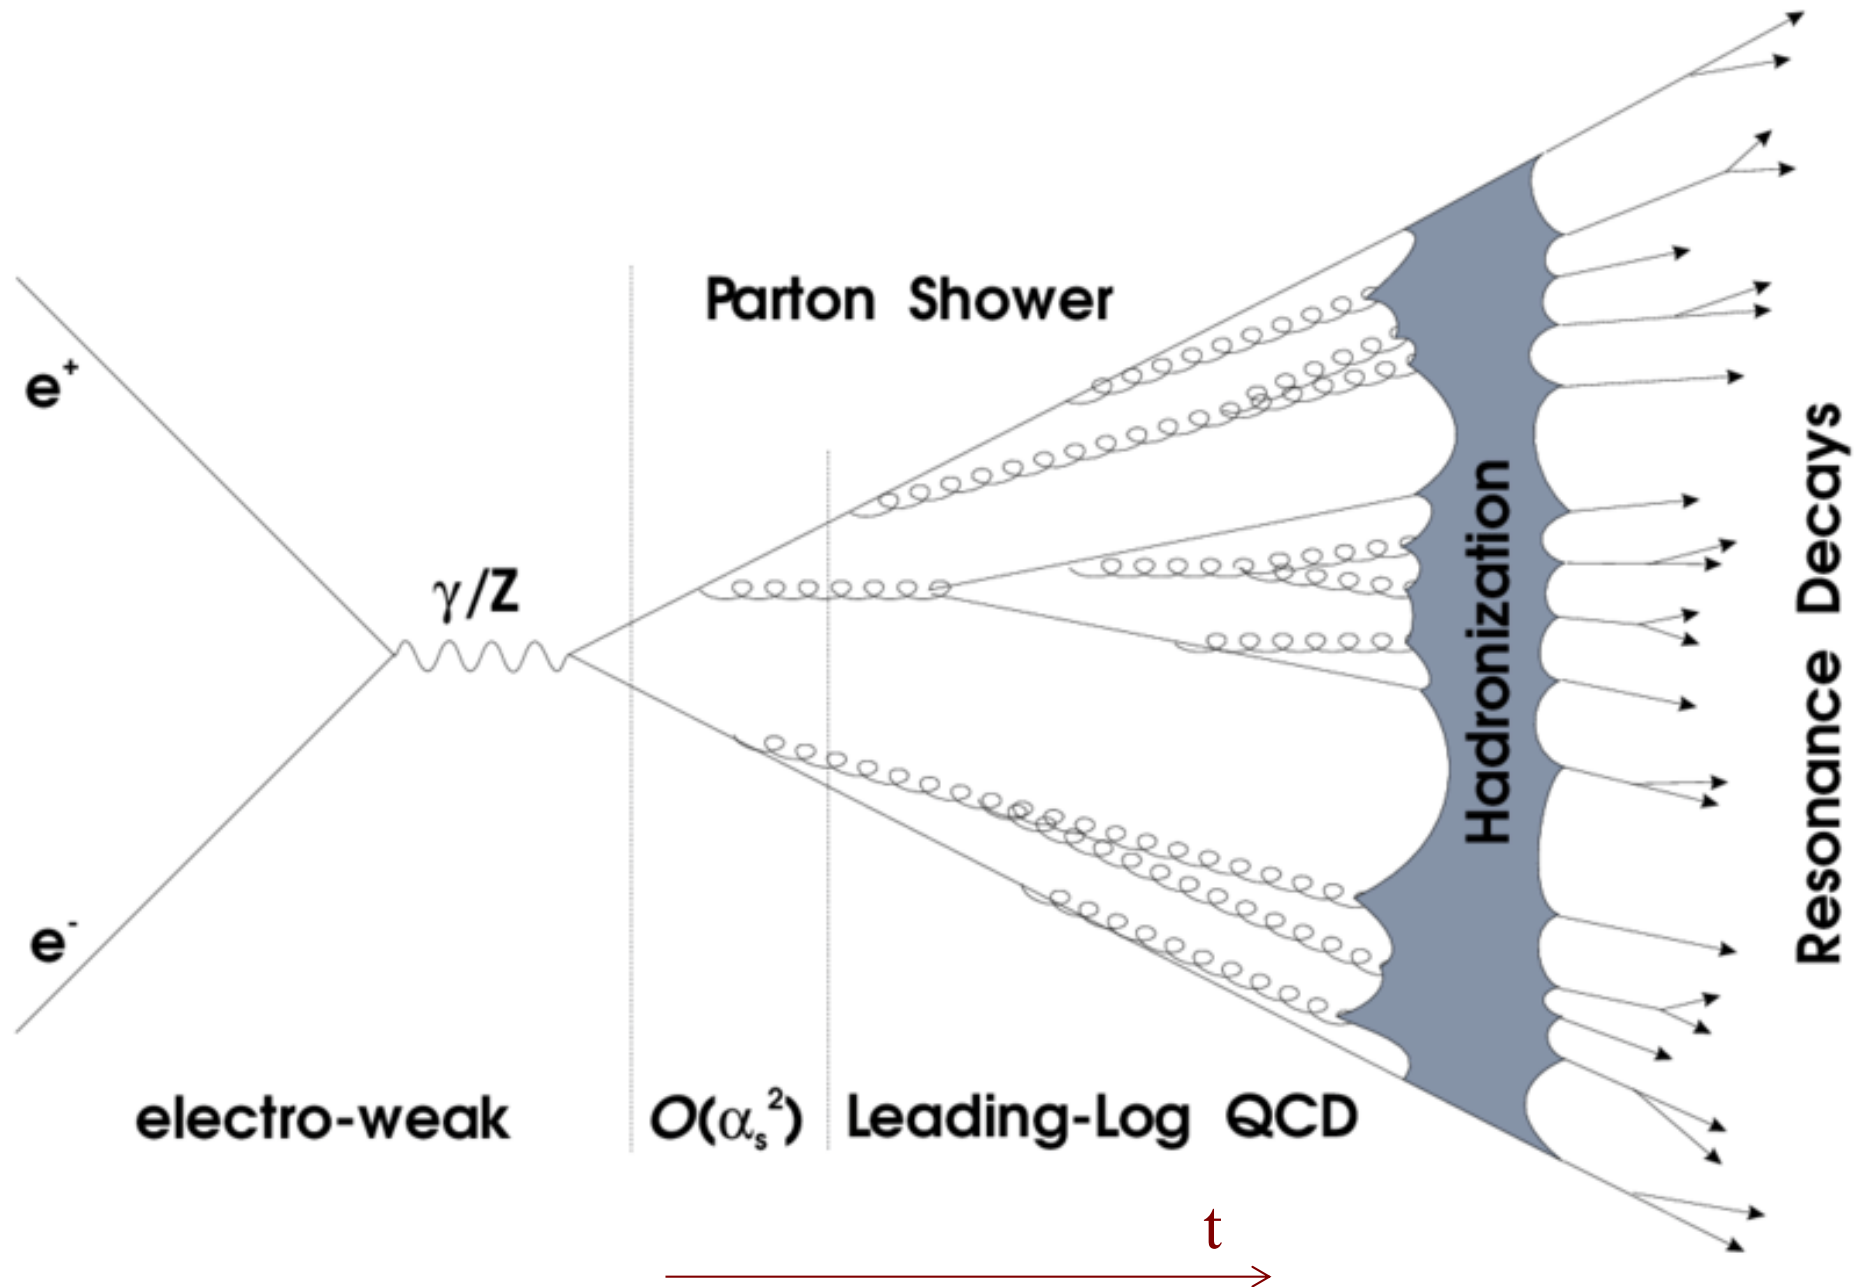 Parton Shower
e⁺
γ/Z
e⁻
electro-weak
O(αₛ²)
Leading-Log QCD
Hadronization
Resonance Decays
t